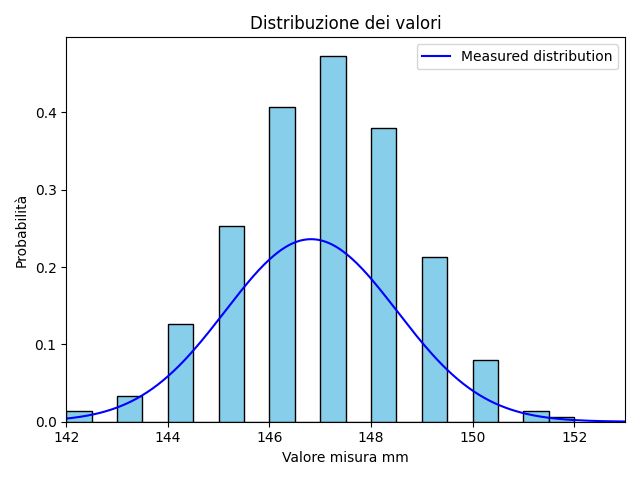 Distribuzione dei valori
Measured distribution
0.4
0.3
0.2
0.1
0.0
Probabilità
142 144 146 148 150 152
Valore misura mm